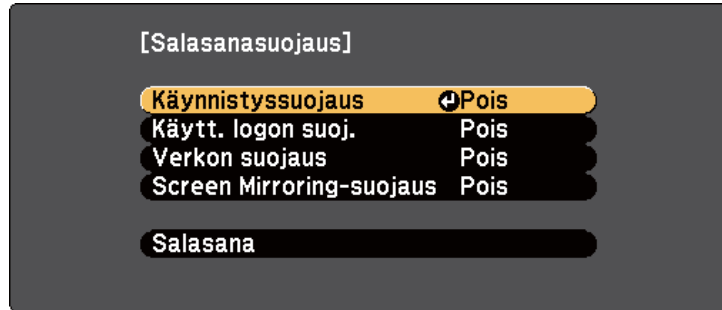 [Salasanasuojaus]
Käynnistyssuojaus Pois
Käytt. logon suoj. Pois
Verkon suojaus Pois
Screen Mirroring-suojaus Pois
Salasana